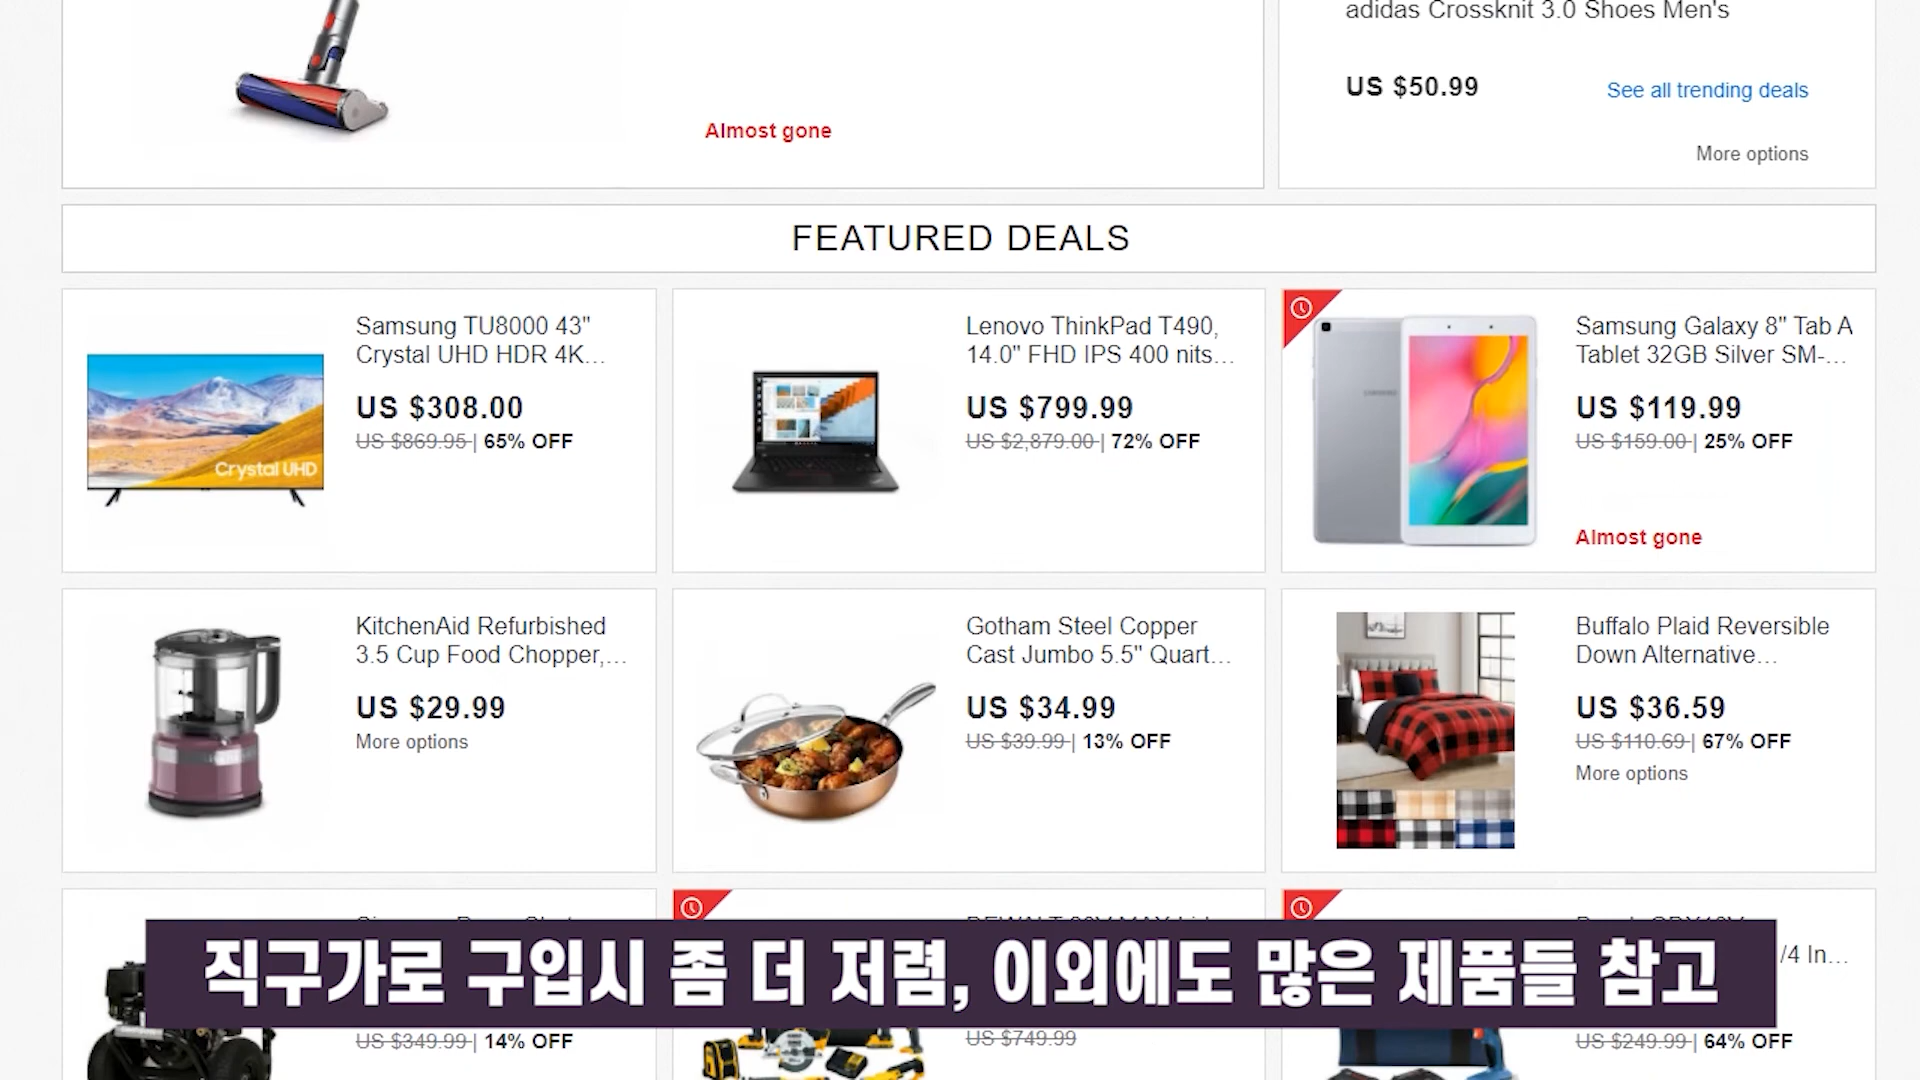 adidas Crossknit 3.0 Shoes Men's
US $50.99
See all trending deals
Almost gone
More options
FEATURED DEALS
Samsung TU8000 43"
Crystal UHD HDR 4K...
US $308.00
US $869.95 | 65% OFF
Crystal UHD
Lenovo ThinkPad T490,
14.0" FHD IPS 400 nits...
US $799.99
US $2,879.00 | 72% OFF
Samsung Galaxy 8" Tab A
Tablet 32GB Silver SM-...
US $119.99
US $159.00 | 25% OFF
Almost gone
KitchenAid Refurbished
3.5 Cup Food Chopper,...
US $29.99
More options
Gotham Steel Copper
Cast Jumbo 5.5" Quart...
US $34.99
US $39.99 | 13% OFF
Buffalo Plaid Reversible
Down Alternative...
US $36.59
US $110.69 | 67% OFF
More options
/4 In...
직구가로 구입시 좀 더 저렴, 이외에도 많은 제품들 참고
US $349.99 | 14% OFF
US $749.99
US $249.99 | 64% OFF